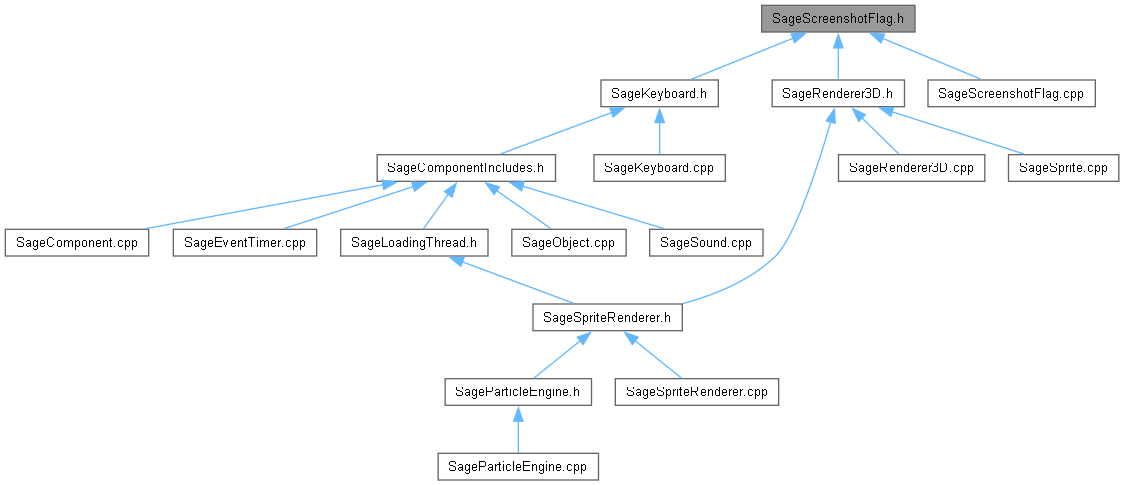 SageScreenshotFlag.h
SageKeyboard.h
SageRenderer3D.h
SageScreenshotFlag.cpp
SageComponentIncludes.h
SageKeyboard.cpp
SageRenderer3D.cpp
SageSprite.cpp
SageComponent.cpp
SageEventTimer.cpp
SageLoadingThread.h
SageObject.cpp
SageSound.cpp
SageSpriteRenderer.h
SageParticleEngine.h
SageSpriteRenderer.cpp
SageParticleEngine.cpp